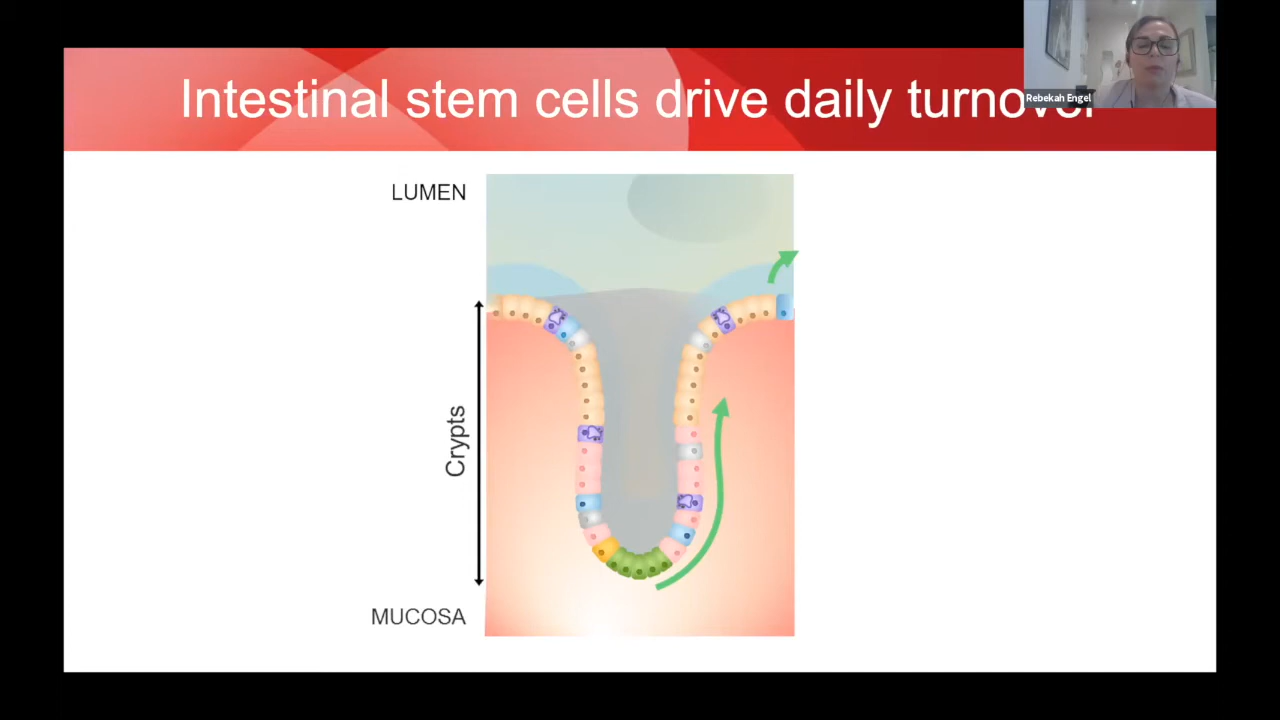 Intestinal stem cells drive daily turnover
Rebekah Engel
LUMEN
Crypts
MUCOSA